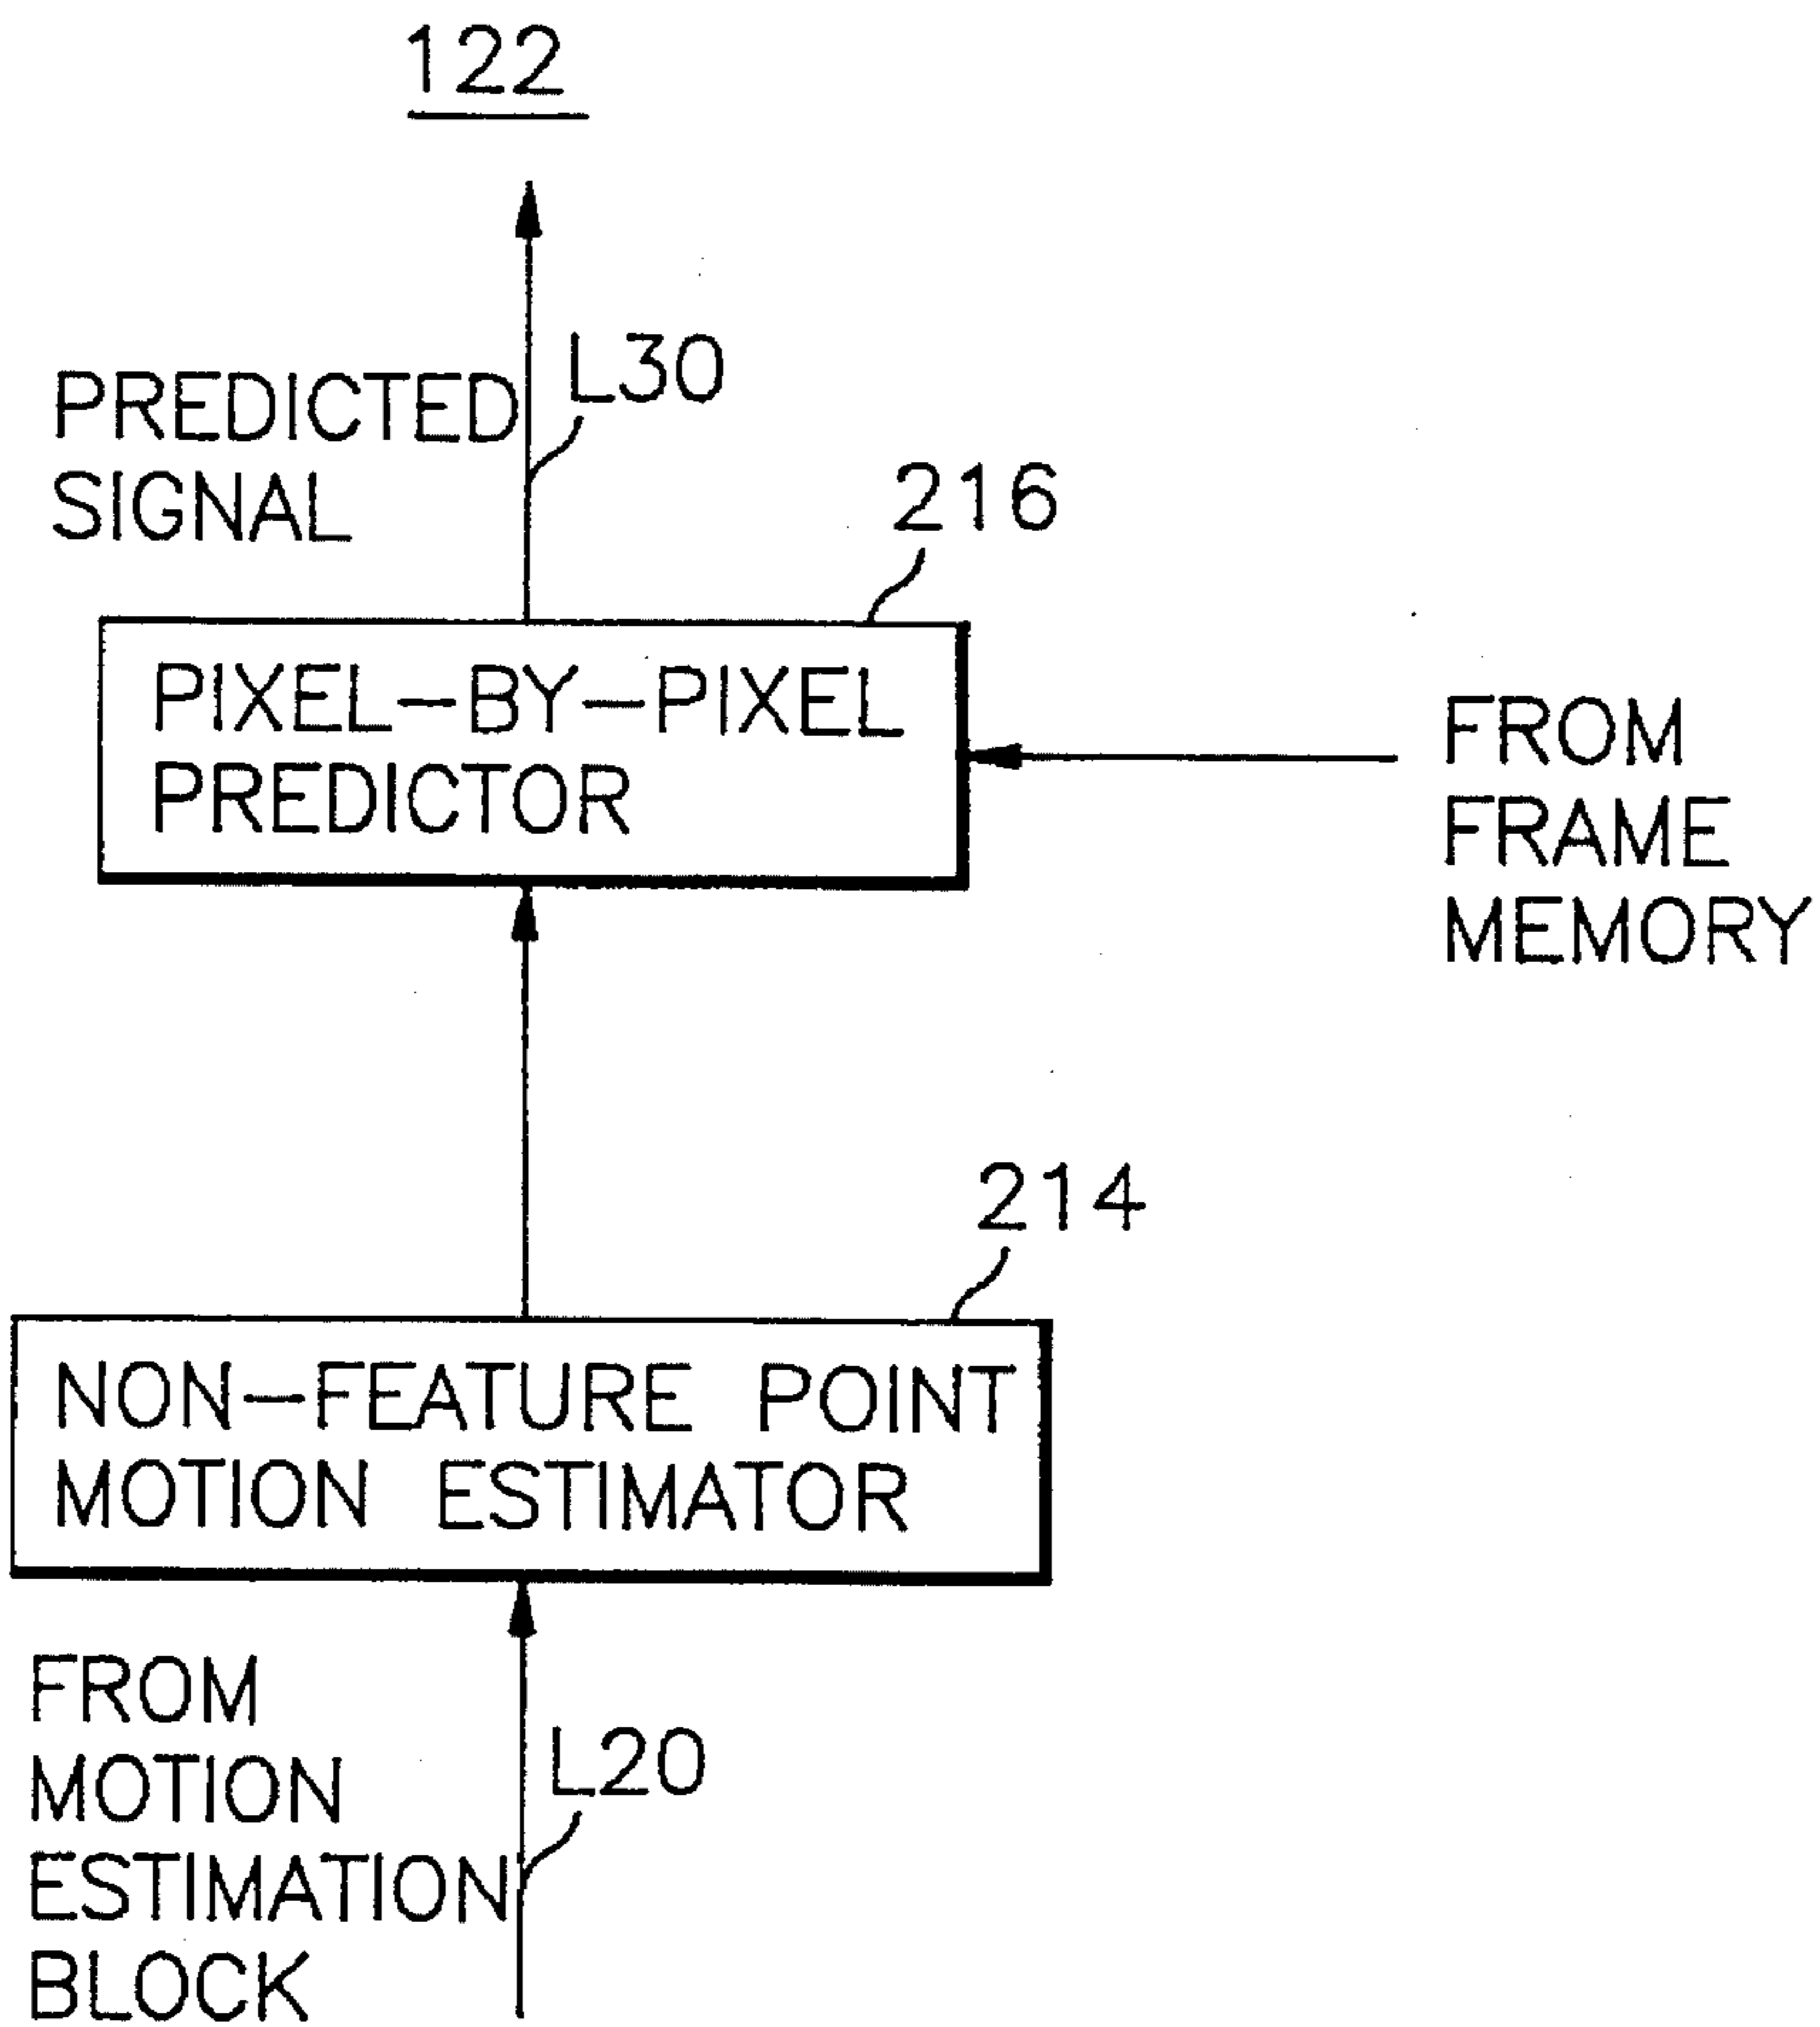 122
L30
PREDICTED
SIGNAL
216
PIXEL-BY-PIXEL
PREDICTOR
FROM
FRAME
MEMORY
214
NON-FEATURE POINT
MOTION ESTIMATOR
FROM
MOTION
ESTIMATION
BLOCK
L20